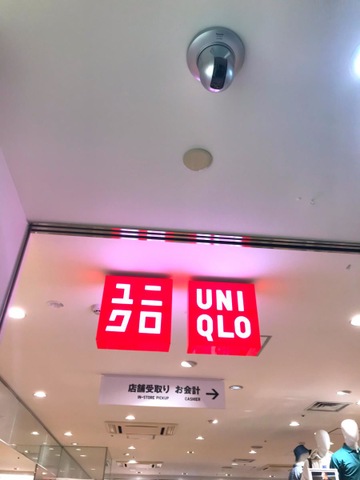 ユニ
クロ
UNI
QLO
店舗受取り お会計 →
IN-STORE PICKUP CASHIER